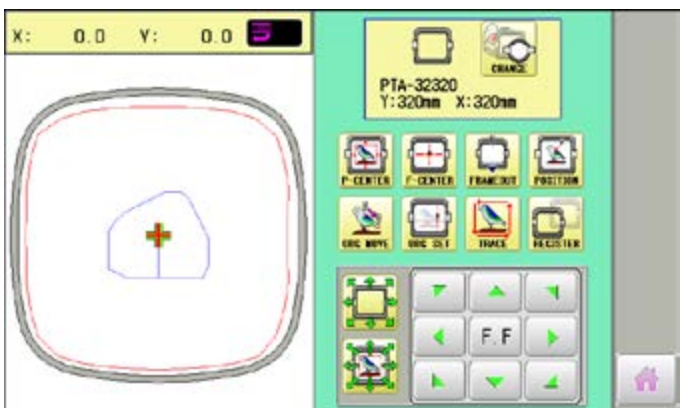 X: 0.0 Y: 0.0
CHANGE
PTA-32320
Y:320mm X:320mm
P-CENTER F-CENTER FRAMEOUT POSITION
ORG MOVE ORG SET TRACE REGISTER
F.F